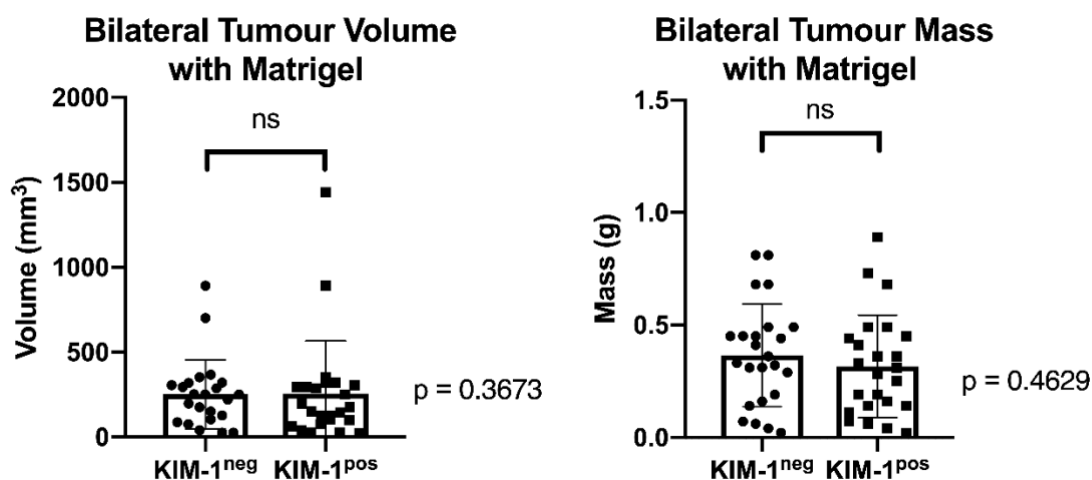 Bilateral Tumour Volume
with Matrigel
2000
1500
1000
500
0
Volume (mm³)
ns
p = 0.3673
KIM-1ⁿᵉᵍ KIM-1ᵖᵒˢ
Bilateral Tumour Mass
with Matrigel
1.5
1.0
0.5
0.0
Mass (g)
ns
p = 0.4629
KIM-1ⁿᵉᵍ KIM-1ᵖᵒˢ